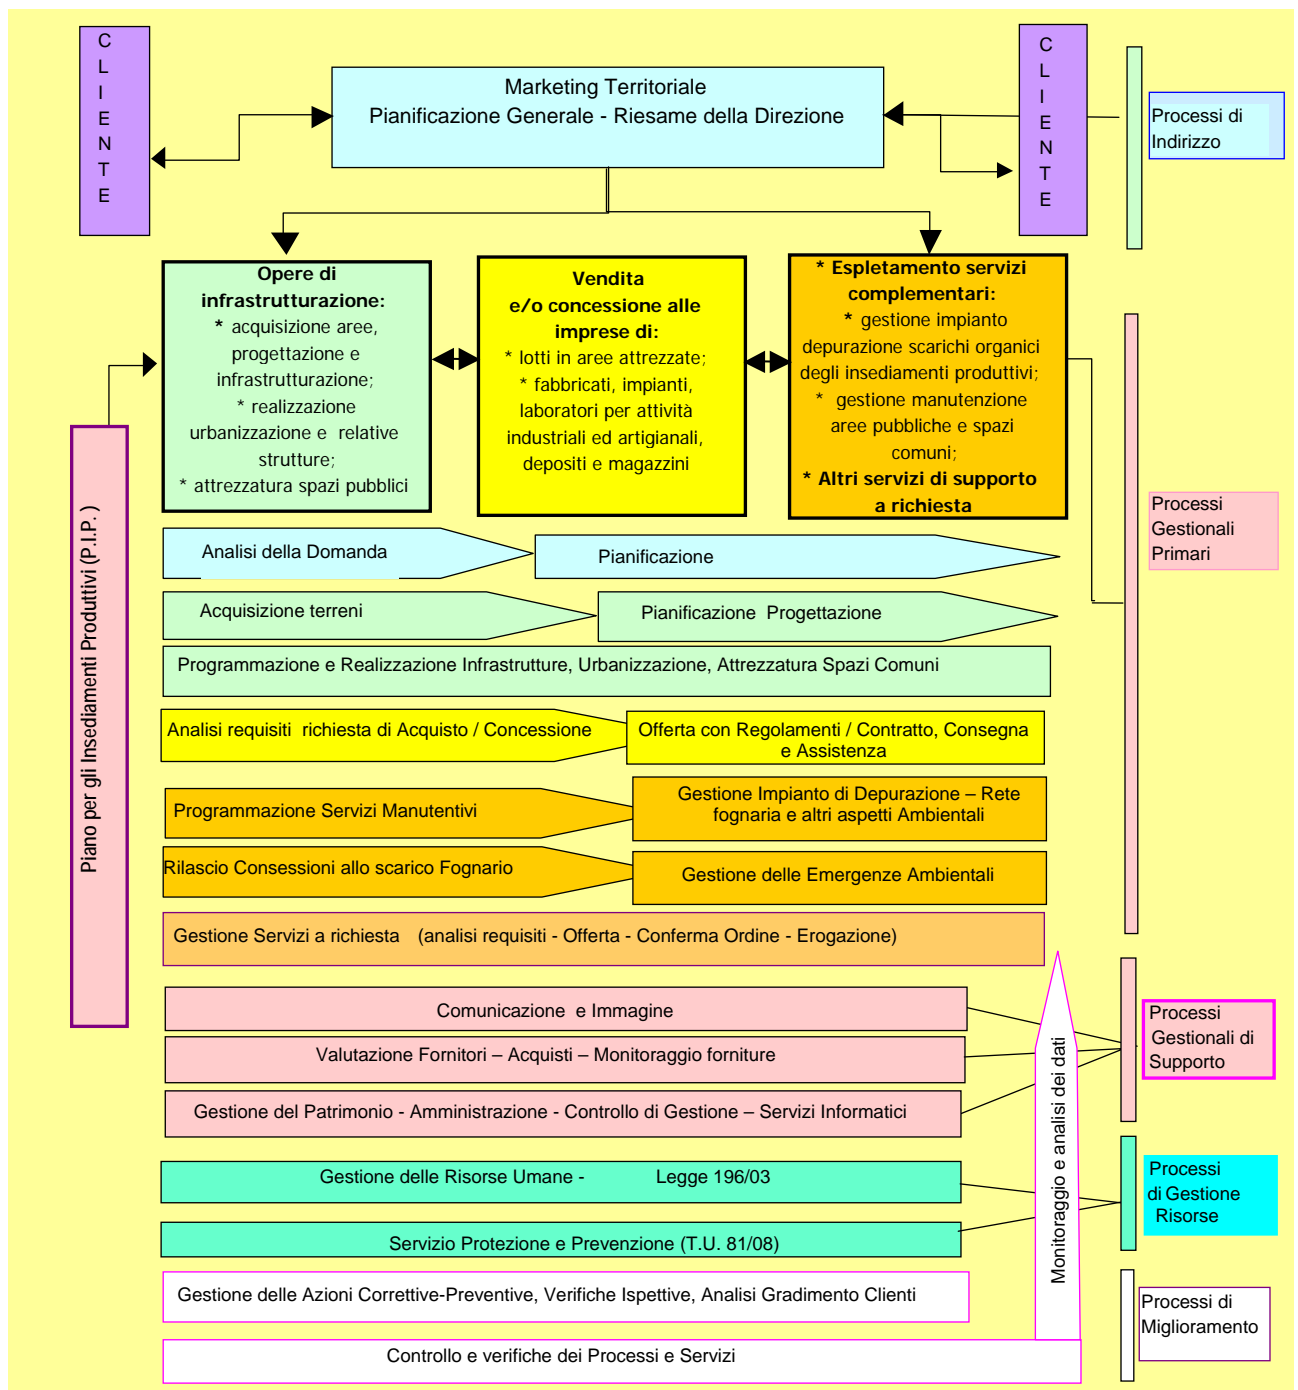 CLIENTE
Marketing Territoriale
Pianificazione Generale - Riesame della Direzione
CLIENTE
Processi di
Indirizzo
Opere di
infrastrutturazione:
* acquisizione aree,
progettazione e
infrastrutturazione;
* realizzazione
urbanizzazione e relative
strutture;
* attrezzatura spazi pubblici
Vendita
e/o concessione alle
imprese di:
* lotti in aree attrezzate;
* fabbricati, impianti,
laboratori per attività
industriali ed artigianali,
depositi e magazzini
* Espletamento servizi
complementari:
* gestione impianto
depurazione scarichi organici
degli insediamenti produttivi;
* gestione manutenzione
aree pubbliche e spazi
comuni;
* Altri servizi di supporto
a richiesta
Processi
Gestionali
Primari
Piano per gli Insediamenti Produttivi (P.I.P. )
Analisi della Domanda
Pianificazione
Acquisizione terreni
Pianificazione Progettazione
Programmazione e Realizzazione Infrastrutture, Urbanizzazione, Attrezzatura Spazi Comuni
Analisi requisiti richiesta di Acquisto / Concessione
Offerta con Regolamenti / Contratto, Consegna
e Assistenza
Programmazione Servizi Manutentivi
Gestione Impianto di Depurazione – Rete
fognaria e altri aspetti Ambientali
Rilascio Consessioni allo scarico Fognario
Gestione delle Emergenze Ambientali
Gestione Servizi a richiesta (analisi requisiti - Offerta - Conferma Ordine - Erogazione)
Comunicazione e Immagine
Valutazione Fornitori – Acquisti – Monitoraggio forniture
Gestione del Patrimonio - Amministrazione - Controllo di Gestione – Servizi Informatici
Processi
Gestionali di
Supporto
Monitoraggio e analisi dei dati
Gestione delle Risorse Umane - Legge 196/03
Servizio Protezione e Prevenzione (T.U. 81/08)
Processi
di Gestione
Risorse
Gestione delle Azioni Correttive-Preventive, Verifiche Ispettive, Analisi Gradimento Clienti
Controllo e verifiche dei Processi e Servizi
Processi di
Miglioramento